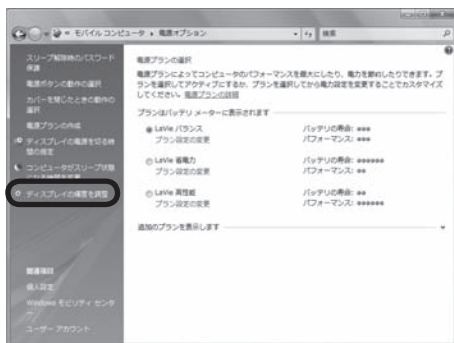 モバイル コンピュータ ▸ 電源オプション
検索
スリープ解除時のパスワード
保護
電源ボタンの動作の選択
カバーを閉じたときの動作の
選択
電源プランの作成
ディスプレイの電源を切る時
間の指定
コンピュータがスリープ状態
になる時間を変更
ディスプレイの輝度を調整
関連項目
個人設定
Windows モビリティ センタ
ー
ユーザー アカウント
電源プランの選択
電源プランによってコンピュータのパフォーマンスを最大にしたり、電力を節約したりできます。プ
ランを選択してアクティブにするか、プランを選択してから電力設定を変更することでカスタマイズ
してください。電源プランの詳細
プランはバッテリ メーターに表示されます
LaVie バランス
バッテリの寿命:
プラン設定の変更
パフォーマンス:
LaVie 省電力
バッテリの寿命:
プラン設定の変更
パフォーマンス:
LaVie 高性能
バッテリの寿命:
プラン設定の変更
パフォーマンス:
追加のプランを表示します